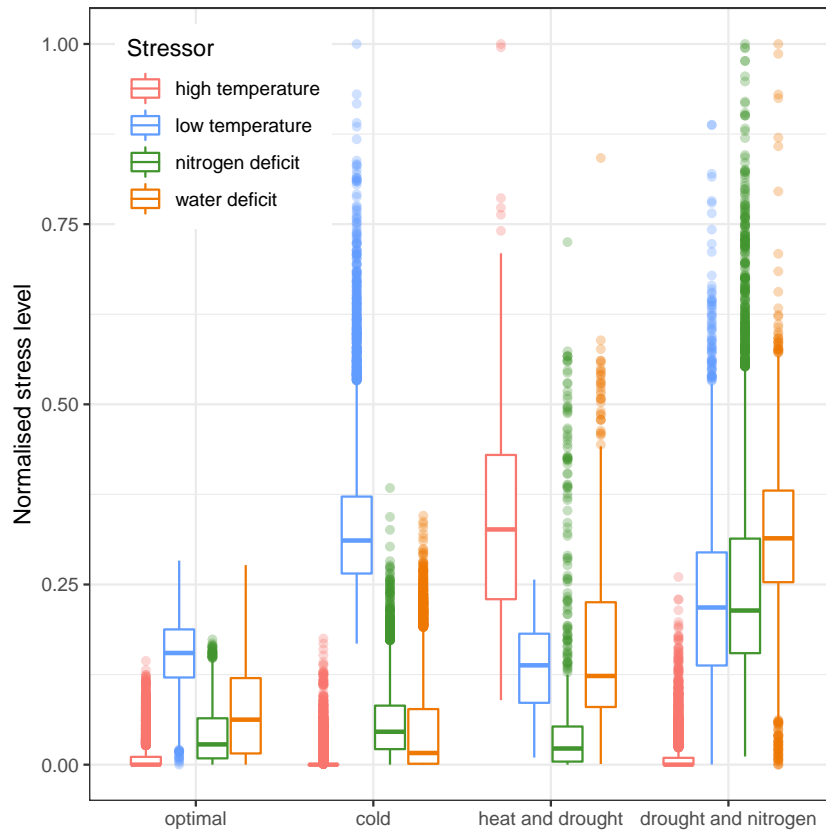 Stressor
high temperature
low temperature
nitrogen deficit
water deficit
Normalised stress level
1.00
0.75
0.50
0.25
0.00
optimal cold heat and drought drought and nitrogen